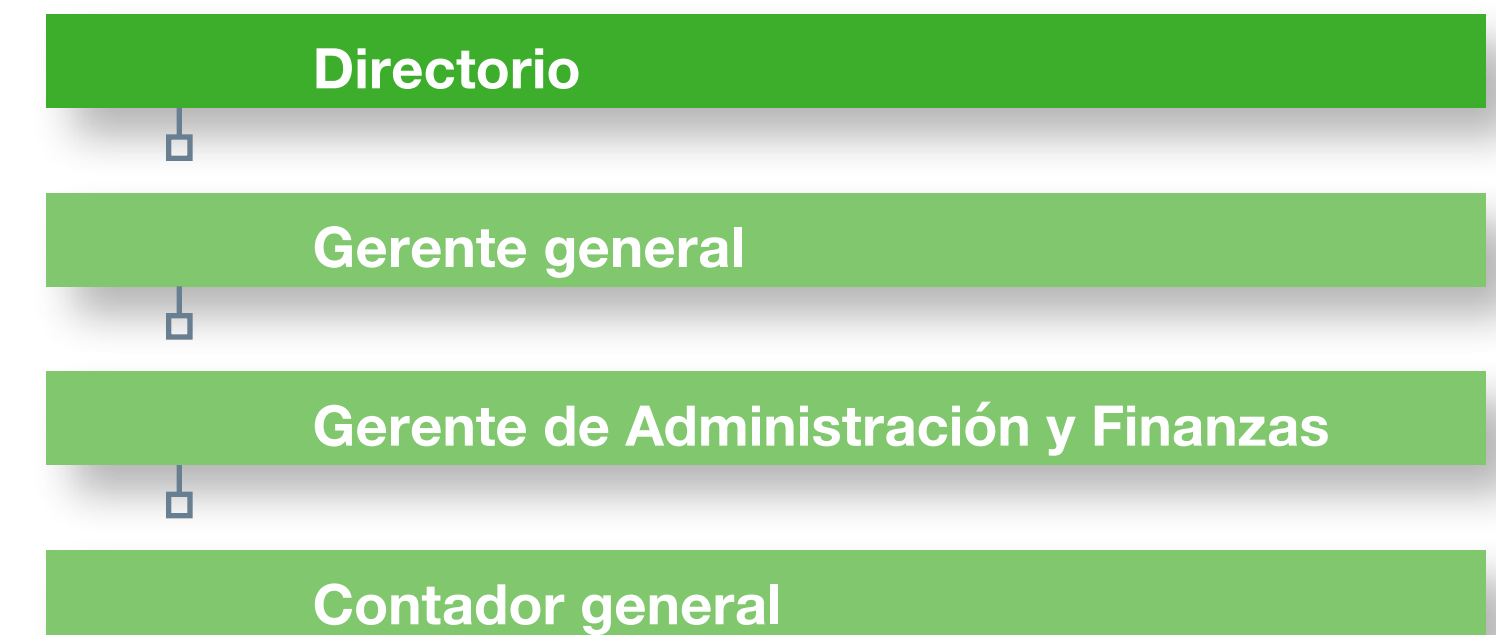 Directorio
Gerente general
Gerente de Administración y Finanzas
Contador general